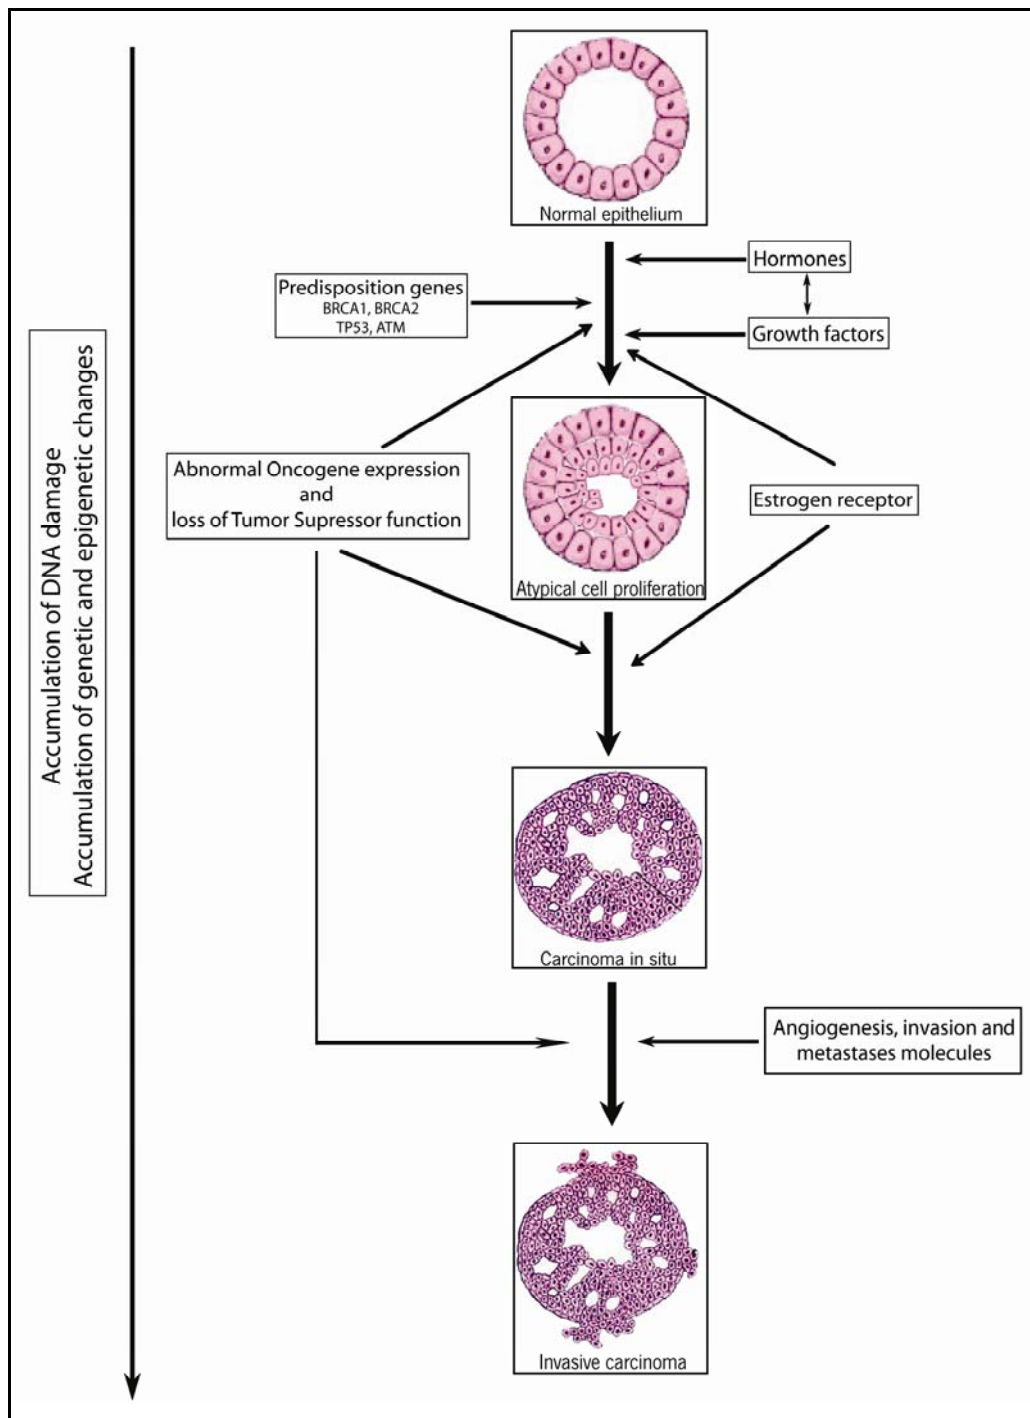 Normal epithelium
Hormones
Predisposition genes
BRCA1, BRCA2
TP53, ATM
Growth factors
Accumulation of DNA damage
Accumulation of genetic and epigenetic changes
Abnormal Oncogene expression
and
loss of Tumor Supressor function
Estrogen receptor
Atypical cell proliferation
Carcinoma in situ
Angiogenesis, invasion and
metastases molecules
Invasive carcinoma